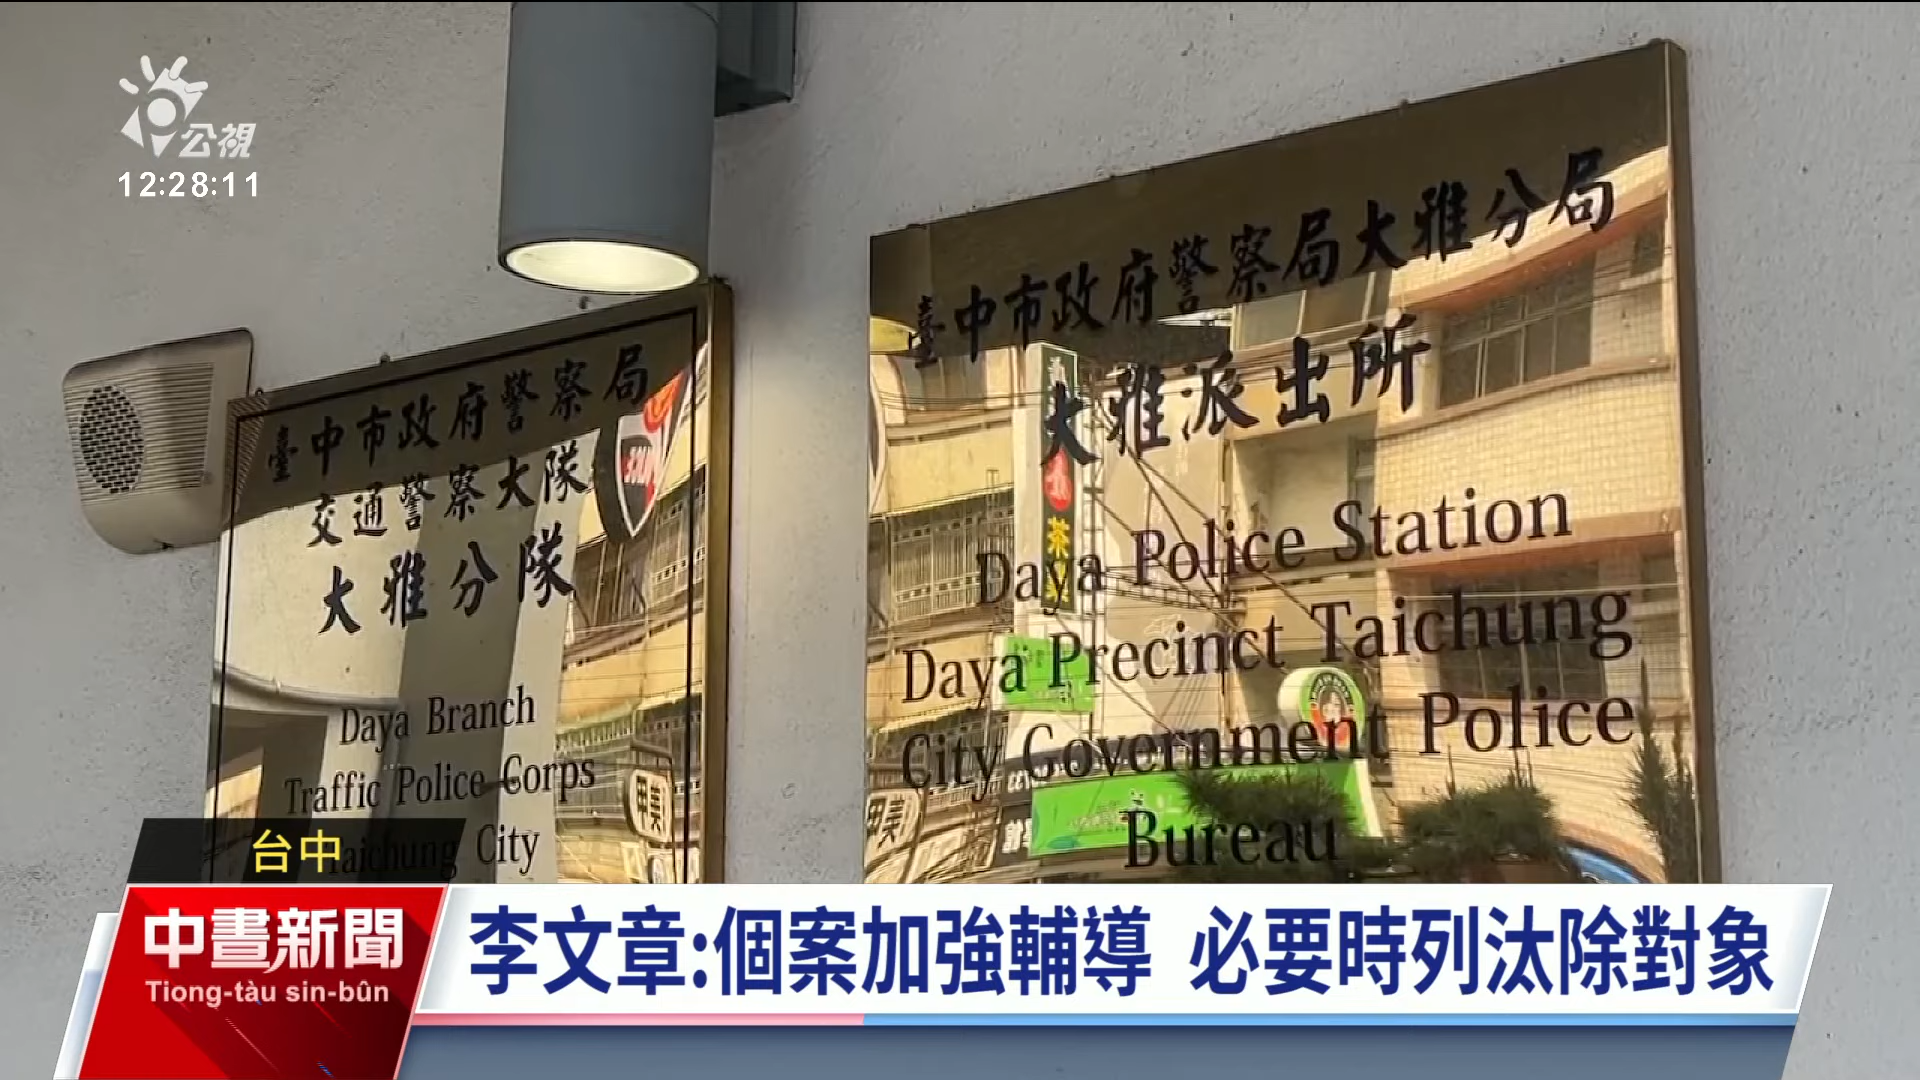 公視
12:28:11
臺中市政府警察局
交通警察大隊
大雅分隊
Daya Branch
Traffic Police Corps
Taichung City
臺中市政府警察局大雅分局
大雅派出所
Daya Police Station
Daya Precinct Taichung
City Government Police
Bureau
台中
中晝新聞
Tiong-tàu sin-bûn
李文章:個案加強輔導 必要時列汰除對象